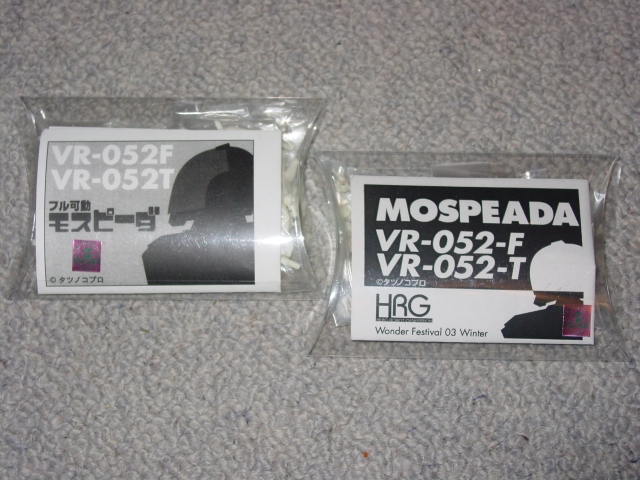 VR-052F
VR-052T
フル可動
モスピーダ
©タツノコプロ
MOSPEADA
VR-052-F
VR-052-T
©タツノコプロ
HRG
Wonder Festival 03 Winter